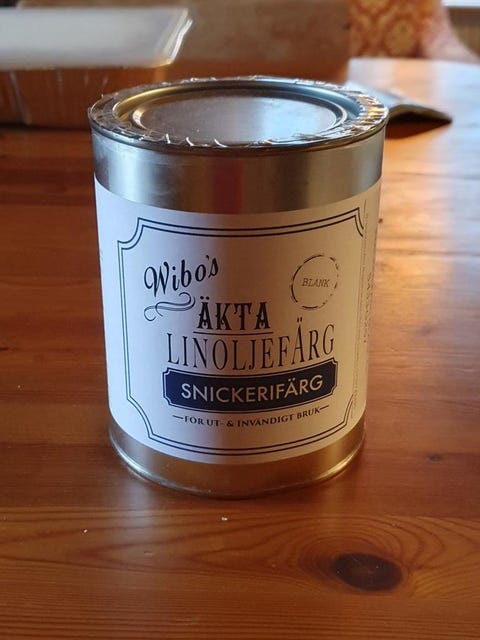 Wibo's
BLANK
ÄKTA
LINOLJEFÄRG
SNICKERIFÄRG
FÖR UT- & INVÄNDIGT BRUK